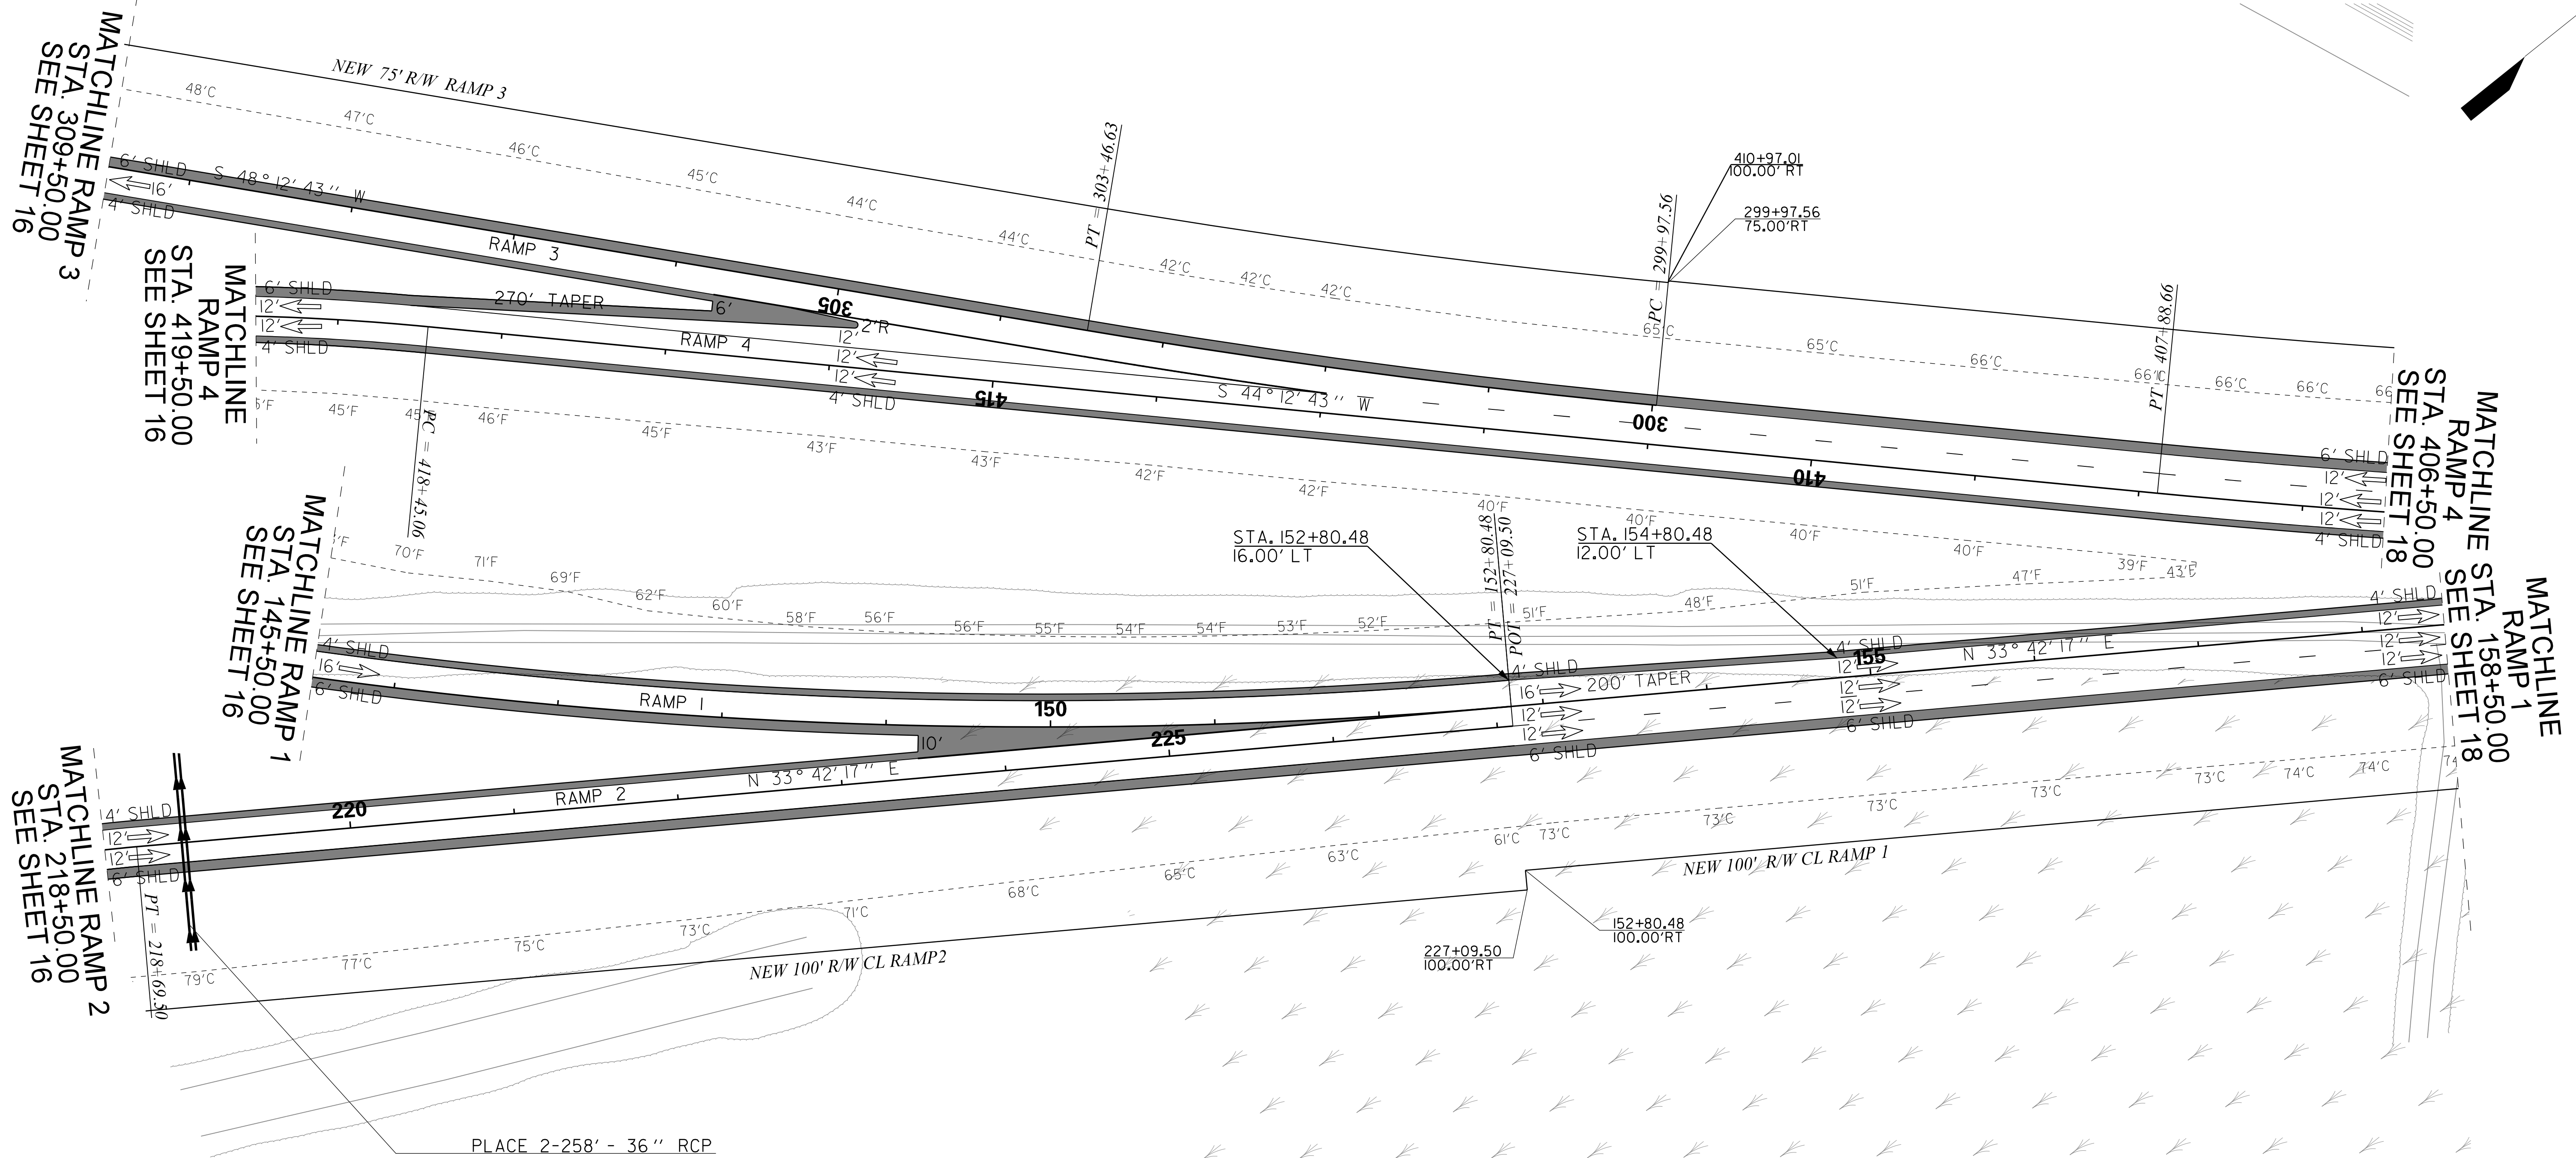 MATCHLINE RAMP 3
STA. 309+50.00
SEE SHEET 16
NEW 75' R/W RAMP 3
48'C
47'C
46'C
45'C
44'C
44'C
42'C
42'C
42'C
65'C
65'C
66'C
66'C
66'C
66'C
66
PT = 303+46.63
PC = 299+97.56
410+97.01
100.00' RT
299+97.56
75.00'RT
PT 407+88.66
6' SHLD
S 48° 12' 43'' W
16'
4' SHLD
RAMP 3
305
MATCHLINE
RAMP 4
STA. 419+50.00
SEE SHEET 16
6' SHLD
12'
12'
4' SHLD
270' TAPER
6'
2'R
RAMP 4
12'
12'
12'
4' SHLD
415
S 44° 12' 43'' W
300
410
6' SHLD
12'
12'
12'
4' SHLD
MATCHLINE
RAMP 4
STA. 406+50.00
SEE SHEET 18
45'F
46'F
45'F
43'F
43'F
42'F
42'F
40'F
40'F
40'F
40'F
39'F
PC = 418+45.06
MATCHLINE RAMP 1
STA. 145+50.00
SEE SHEET 16
70'F
71'F
69'F
62'F
60'F
58'F
56'F
56'F
55'F
54'F
54'F
53'F
52'F
51'F
48'F
51'F
47'F
43'F
STA. 152+80.48
16.00' LT
PT = 152+80.48
POT = 227+09.50
STA. 154+80.48
12.00' LT
4' SHLD
16'
6' SHLD
RAMP 1
150
10'
4' SHLD
16'
200' TAPER
12'
12'
6' SHLD
4' SHLD
155
12'
12'
12'
6' SHLD
N 33° 42' 17'' E
4' SHLD
12'
12'
12'
6' SHLD
MATCHLINE
RAMP 1
STA. 158+50.00
SEE SHEET 18
MATCHLINE RAMP 2
STA. 218+50.00
SEE SHEET 16
4' SHLD
12'
12'
6' SHLD
220
RAMP 2
N 33° 42' 17'' E
225
PT = 218+69.50
79'C
77'C
75'C
73'C
71'C
68'C
65'C
63'C
61'C
73'C
73'C
73'C
73'C
73'C
74'C
74'C
74
NEW 100' R/W CL RAMP2
NEW 100' R/W CL RAMP 1
227+09.50
100.00'RT
152+80.48
100.00'RT
PLACE 2-258' - 36'' RCP